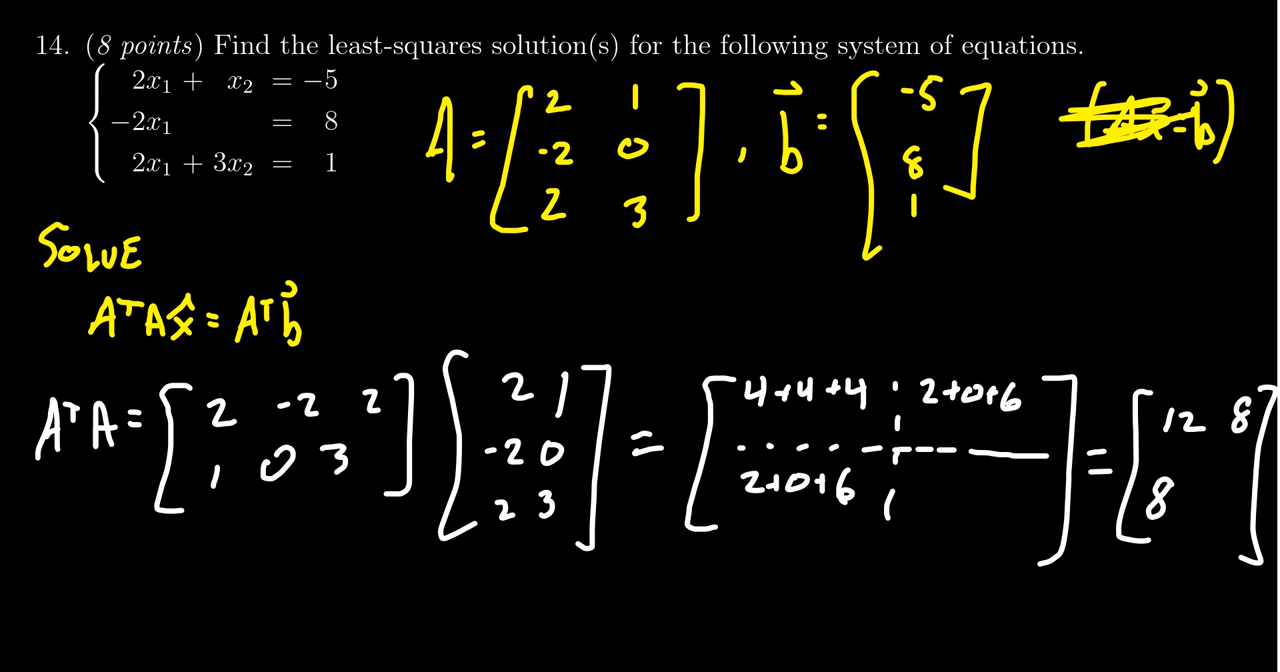 14. (8 points) Find the least-squares solution(s) for the following system of equations.
{ 2x₁ + x₂ = −5
−2x₁ = 8
2x₁ + 3x₂ = 1
A = [ 2 1
-2 0
2 3 ] , b⃗ = [ -5
8
1 ]
(Ax̂ = b⃗)
SOLVE
AᵀA x̂ = Aᵀ b⃗
AᵀA = [ 2 -2 2
1 0 3 ] [ 2 1
-2 0
2 3 ] = [ 4+4+4 2+0+6
2+0+6 ] = [ 12 8
8 ]